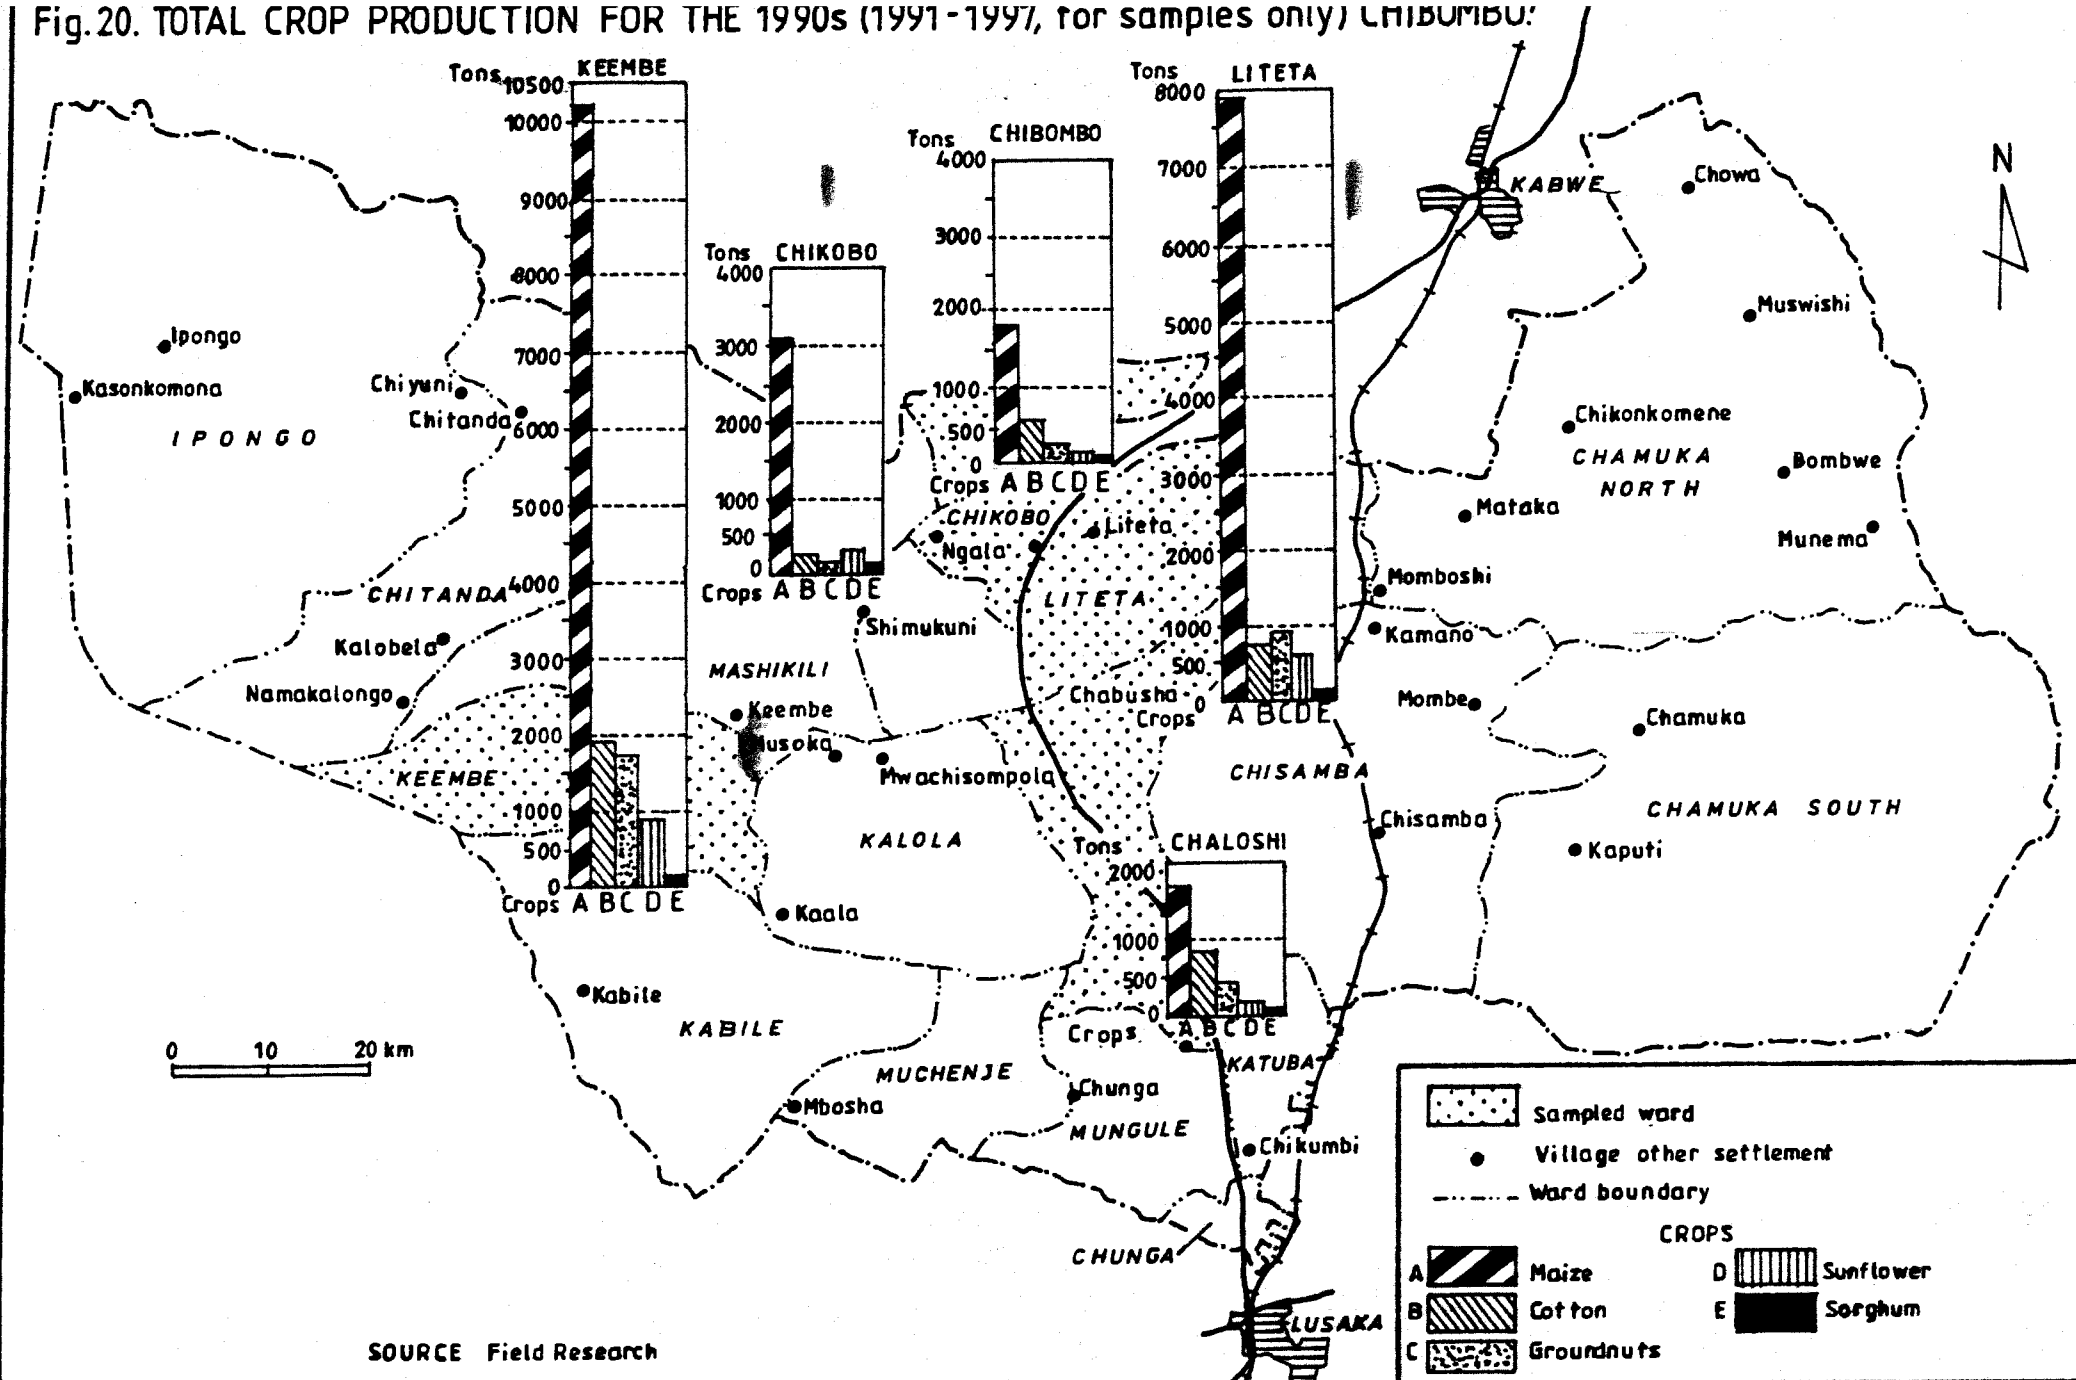 Fig.20. TOTAL CROP PRODUCTION FOR THE 1990s (1991-1997, for samples only) CHIBOMBO.
Tons
KEEMBE
10500
10000
9000
8000
7000
6000
5000
4000
3000
2000
1000
500
0
Crops A B C D E
Tons
CHIKOBO
4000
3000
2000
1000
500
0
Crops A B C D E
Tons
CHIBOMBO
4000
3000
2000
1000
500
0
Crops A B C D E
Tons
LITETA
8000
7000
6000
5000
4000
3000
2000
1000
500
0
Crops A B C D E
Tons
CHALOSHI
2000
1000
500
0
Crops A B C D E
N
KABWE
Chowa
Muswishi
Ipongo
Kasonkomona
IPONGO
Chiyuni
Chitanda
Chikonkomene
CHAMUKA
NORTH
Bombwe
Mataka
Munema
CHIKOBO
Ngala
Liteta
LITETA
Momboshi
Kamano
CHITANDA
Kalobela
Namakalongo
Shimukuni
MASHIKILI
Keembe
Musoka
Mwachisompola
Chabusha
Mombe
Chamuka
KEEMBE
CHISAMBA
Chisamba
CHAMUKA SOUTH
Kaputi
KALOLA
Kaala
Kabile
KABILE
MUCHENJE
Mbosha
Chunga
MUNGULE
KATUBA
Chikumbi
CHUNGA
LUSAKA
0 10 20 km
Sampled ward
Village other settlement
Ward boundary
CROPS
A Maize
B Cotton
C Groundnuts
D Sunflower
E Sorghum
SOURCE Field Research